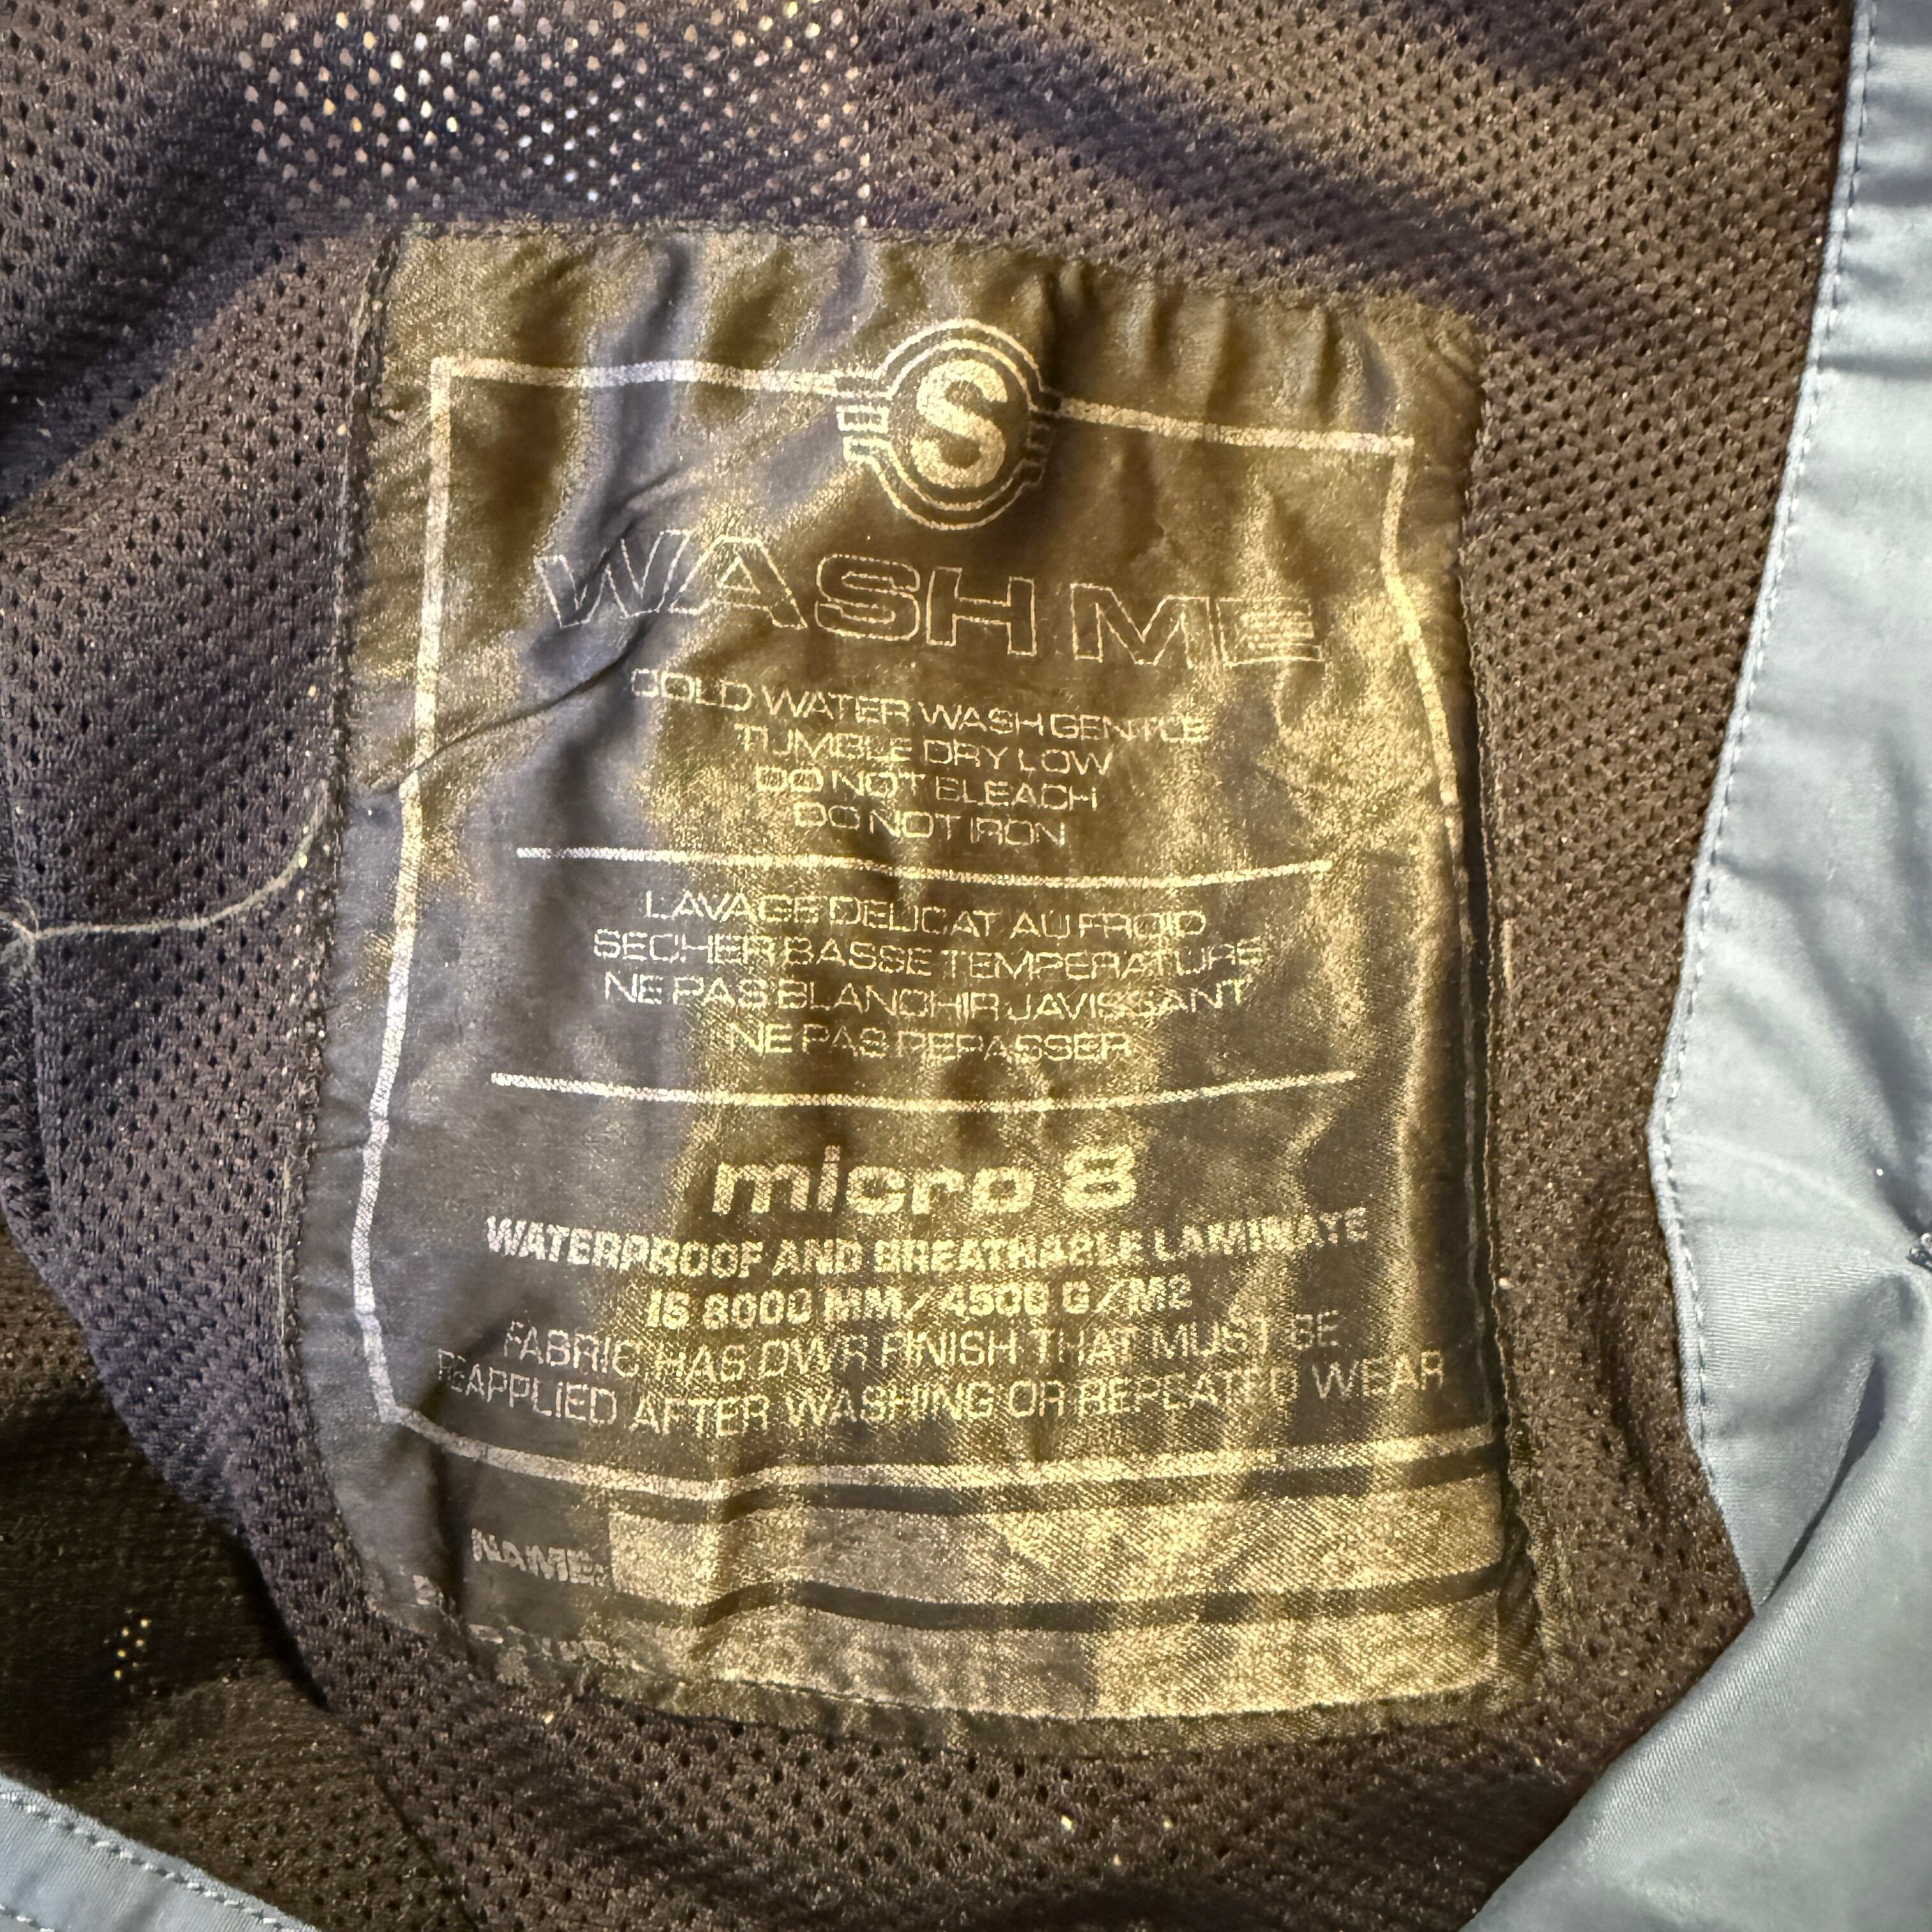 S
WASH ME
COLD WATER WASH GENTLE
TUMBLE DRY LOW
DO NOT BLEACH
DO NOT IRON
LAVAGE DELICAT AU FROID
SECHER BASSE TEMPERATURE
NE PAS BLANCHIR JAVISSANT
NE PAS REPASSER
micro 8
WATERPROOF AND BREATHABLE LAMINATE
IS 8000 MM/4500 G/M2
FABRIC HAS DWR FINISH THAT MUST BE
REAPPLIED AFTER WASHING OR REPEATED WEAR
NAME: